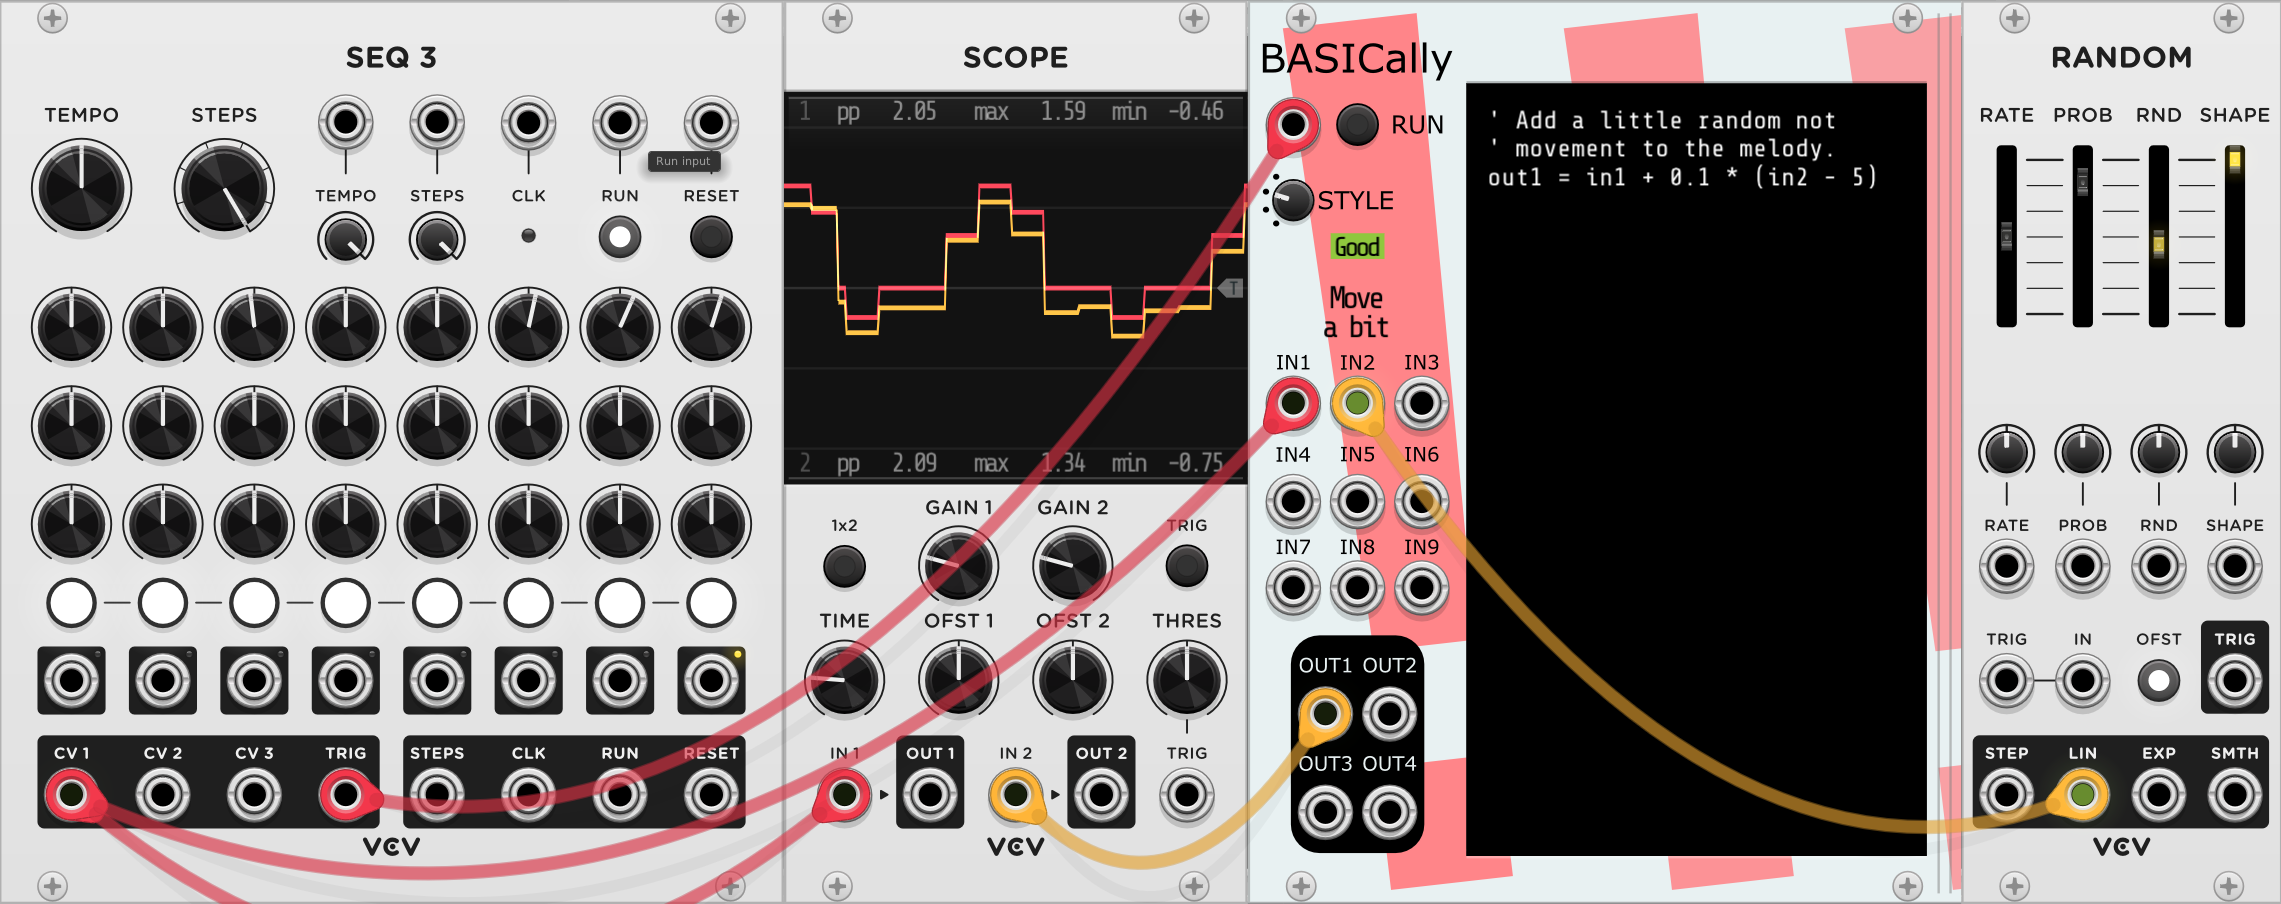 SEQ 3
TEMPO
STEPS
TEMPO
STEPS
CLK
RUN
RESET
Run input
CV 1
CV 2
CV 3
TRIG
STEPS
CLK
RUN
RESET
VCV
SCOPE
1 pp 2.05 max 1.59 min -0.46
T
2 pp 2.09 max 1.34 min -0.75
1x2
GAIN 1
GAIN 2
TRIG
TIME
OFST 1
OFST 2
THRES
IN 1
OUT 1
IN 2
OUT 2
TRIG
VCV
BASICally
RUN
STYLE
Good
Move
a bit
IN1 IN2 IN3
IN4 IN5 IN6
IN7 IN8 IN9
OUT1 OUT2
OUT3 OUT4
' Add a little random not
' movement to the melody.
out1 = in1 + 0.1 * (in2 - 5)
RANDOM
RATE PROB RND SHAPE
RATE PROB RND SHAPE
TRIG IN OFST TRIG
STEP LIN EXP SMTH
VCV